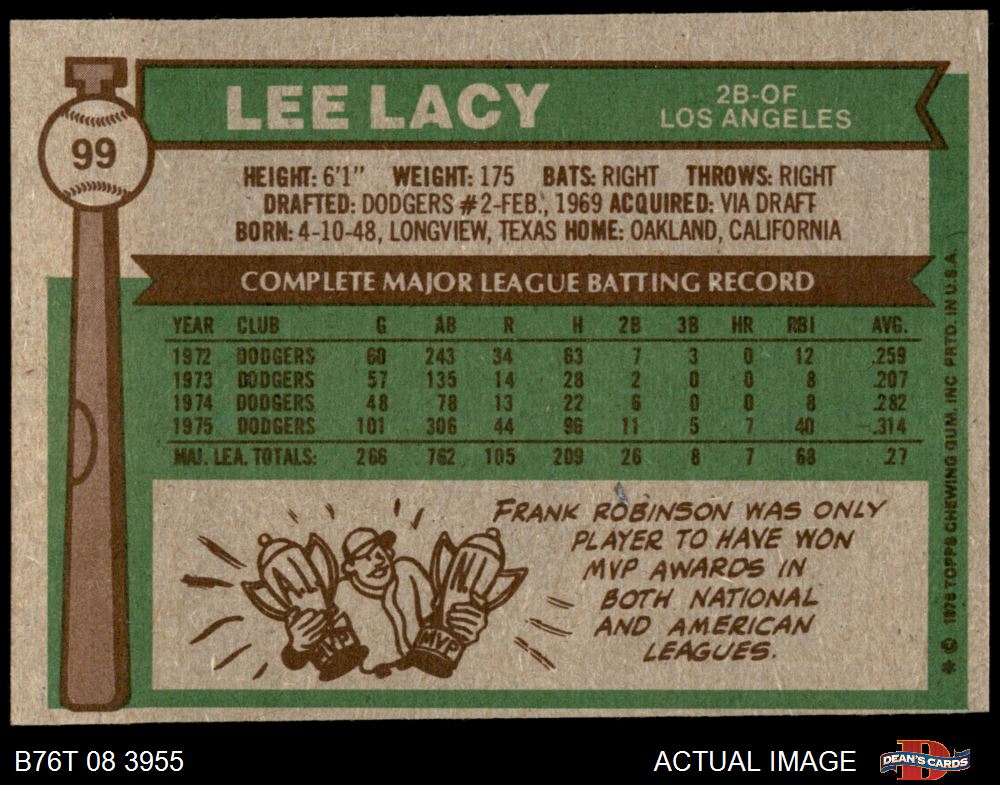 LEE LACY
2B-OF
LOS ANGELES
99
HEIGHT: 6'1" WEIGHT: 175 BATS: RIGHT THROWS: RIGHT
DRAFTED: DODGERS #2-FEB., 1969 ACQUIRED: VIA DRAFT
BORN: 4-10-48, LONGVIEW, TEXAS HOME: OAKLAND, CALIFORNIA
COMPLETE MAJOR LEAGUE BATTING RECORD
YEAR CLUB G AB R H 2B 3B HR RBI AVG.
1972 DODGERS 60 243 34 63 7 3 0 12 .259
1973 DODGERS 57 135 14 28 2 0 0 8 .207
1974 DODGERS 48 78 13 22 6 0 0 8 .282
1975 DODGERS 101 306 44 96 11 5 7 40 .314
MAJ. LEA. TOTALS: 266 762 105 209 26 8 7 68 .27
FRANK ROBINSON WAS ONLY
PLAYER TO HAVE WON
MVP AWARDS IN
BOTH NATIONAL
AND AMERICAN
LEAGUES.
A.L.
N.L.
MVP
MVP
* © 1976 TOPPS CHEWING GUM, INC PRTD. IN U.S.A.
B76T 08 3955
ACTUAL IMAGE
D
DEAN'S CARDS